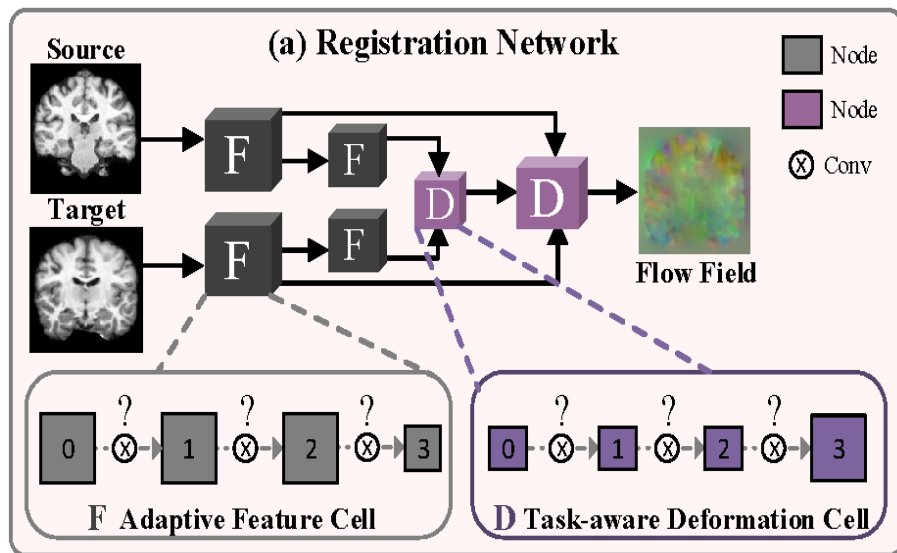 (a) Registration Network
Source
Target
F
F
F
F
D
D
Flow Field
Node
Node
X Conv
? ? ?
0 X 1 X 2 X 3
F Adaptive Feature Cell
? ? ?
0 X 1 X 2 X 3
D Task-aware Deformation Cell